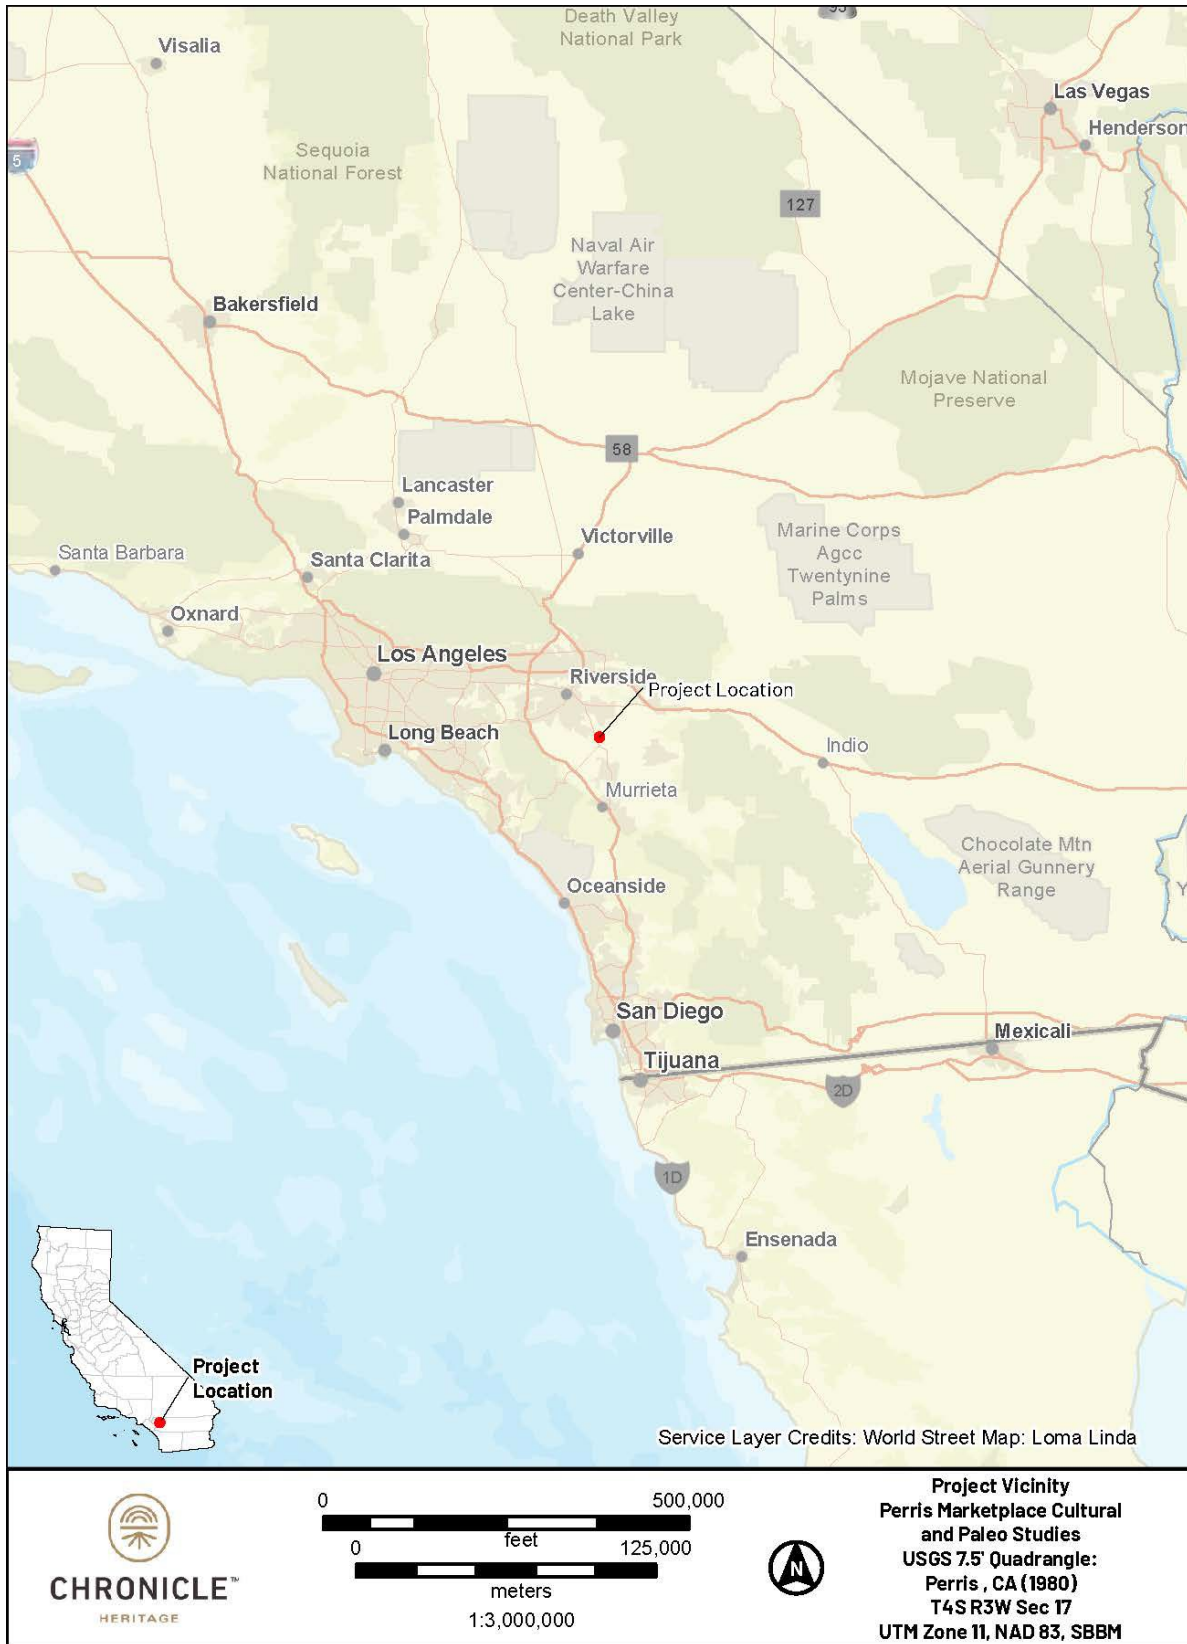 95
Death Valley
National Park
Visalia
Las Vegas
Henderson
5
Sequoia
National Forest
127
Naval Air
Warfare
Center-China
Lake
Bakersfield
Mojave National
Preserve
58
Lancaster
Palmdale
Victorville
Marine Corps
Agcc
Twentynine
Palms
Santa Barbara
Santa Clarita
Oxnard
Los Angeles
Riverside
Project Location
Long Beach
Indio
Murrieta
Chocolate Mtn
Aerial Gunnery
Range
Y
Oceanside
San Diego
Mexicali
Tijuana
2D
1D
Ensenada
Project
Location
Service Layer Credits: World Street Map: Loma Linda
CHRONICLE™
HERITAGE
0 500,000
feet
0 125,000
meters
1:3,000,000
N
Project Vicinity
Perris Marketplace Cultural
and Paleo Studies
USGS 7.5' Quadrangle:
Perris , CA (1980)
T4S R3W Sec 17
UTM Zone 11, NAD 83, SBBM